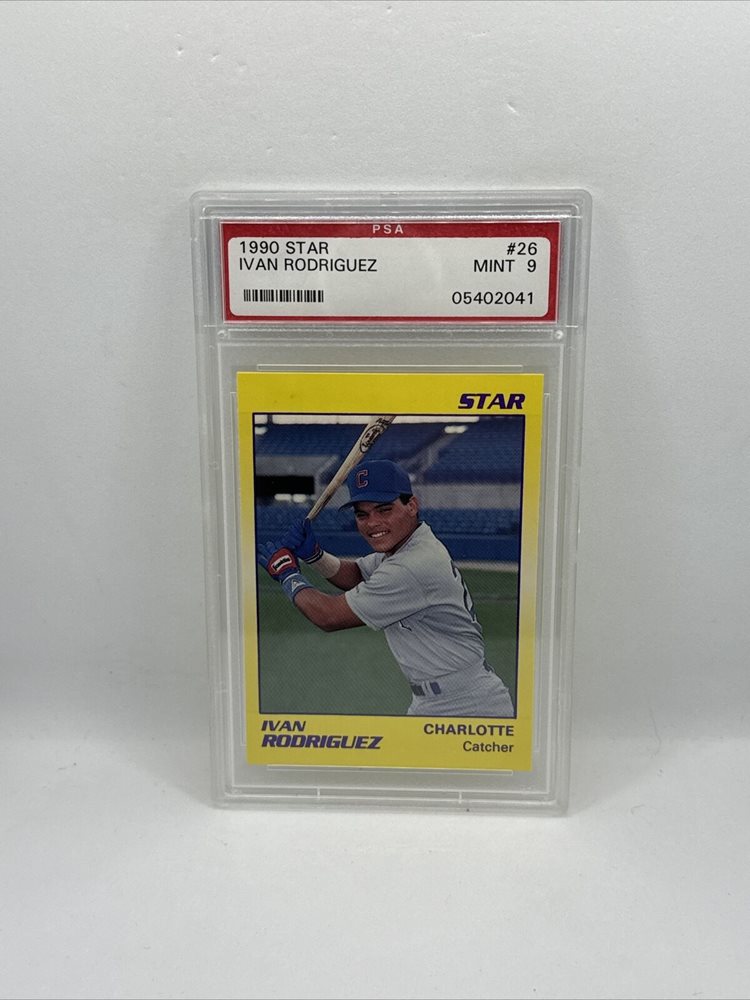 PSA
1990 STAR #26
IVAN RODRIGUEZ MINT 9
05402041
STAR
C
IVAN CHARLOTTE
RODRIGUEZ Catcher